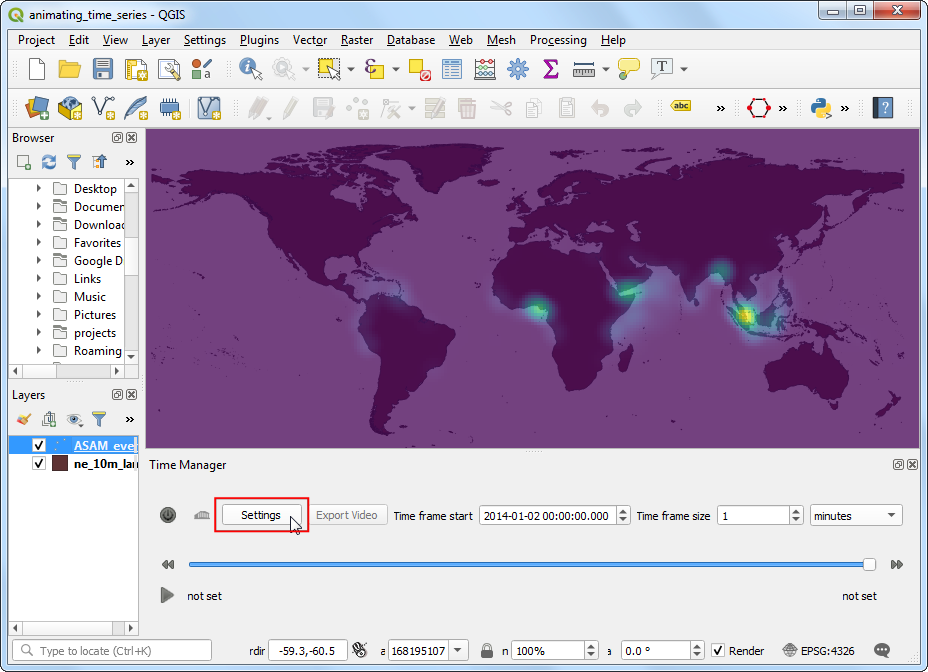 animating_time_series - QGIS
Project Edit View Layer Settings Plugins Vector Raster Database Web Mesh Processing Help
T
a
abc » » » ?
Browser
»
Desktop
Documen
Downloac
Favorites
Google D
Links
Music
Pictures
projects
Roaming
Layers
»
ASAM_eve
ne_10m_lan
Time Manager
Settings Export Video Time frame start 2014-01-02 00:00:00.000 Time frame size 1 minutes
not set not set
Type to locate (Ctrl+K) rdir -59.3,-60.5 a 168195107 n 100% a 0.0 ° Render EPSG:4326